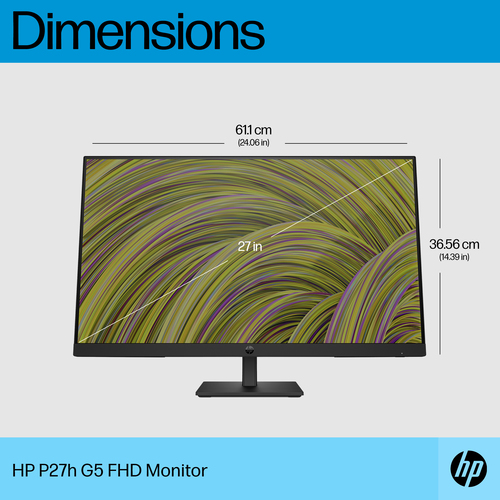 Dimensions
61.1 cm
(24.06 in)
27 in
36.56 cm
(14.39 in)
HP P27h G5 FHD Monitor
hp